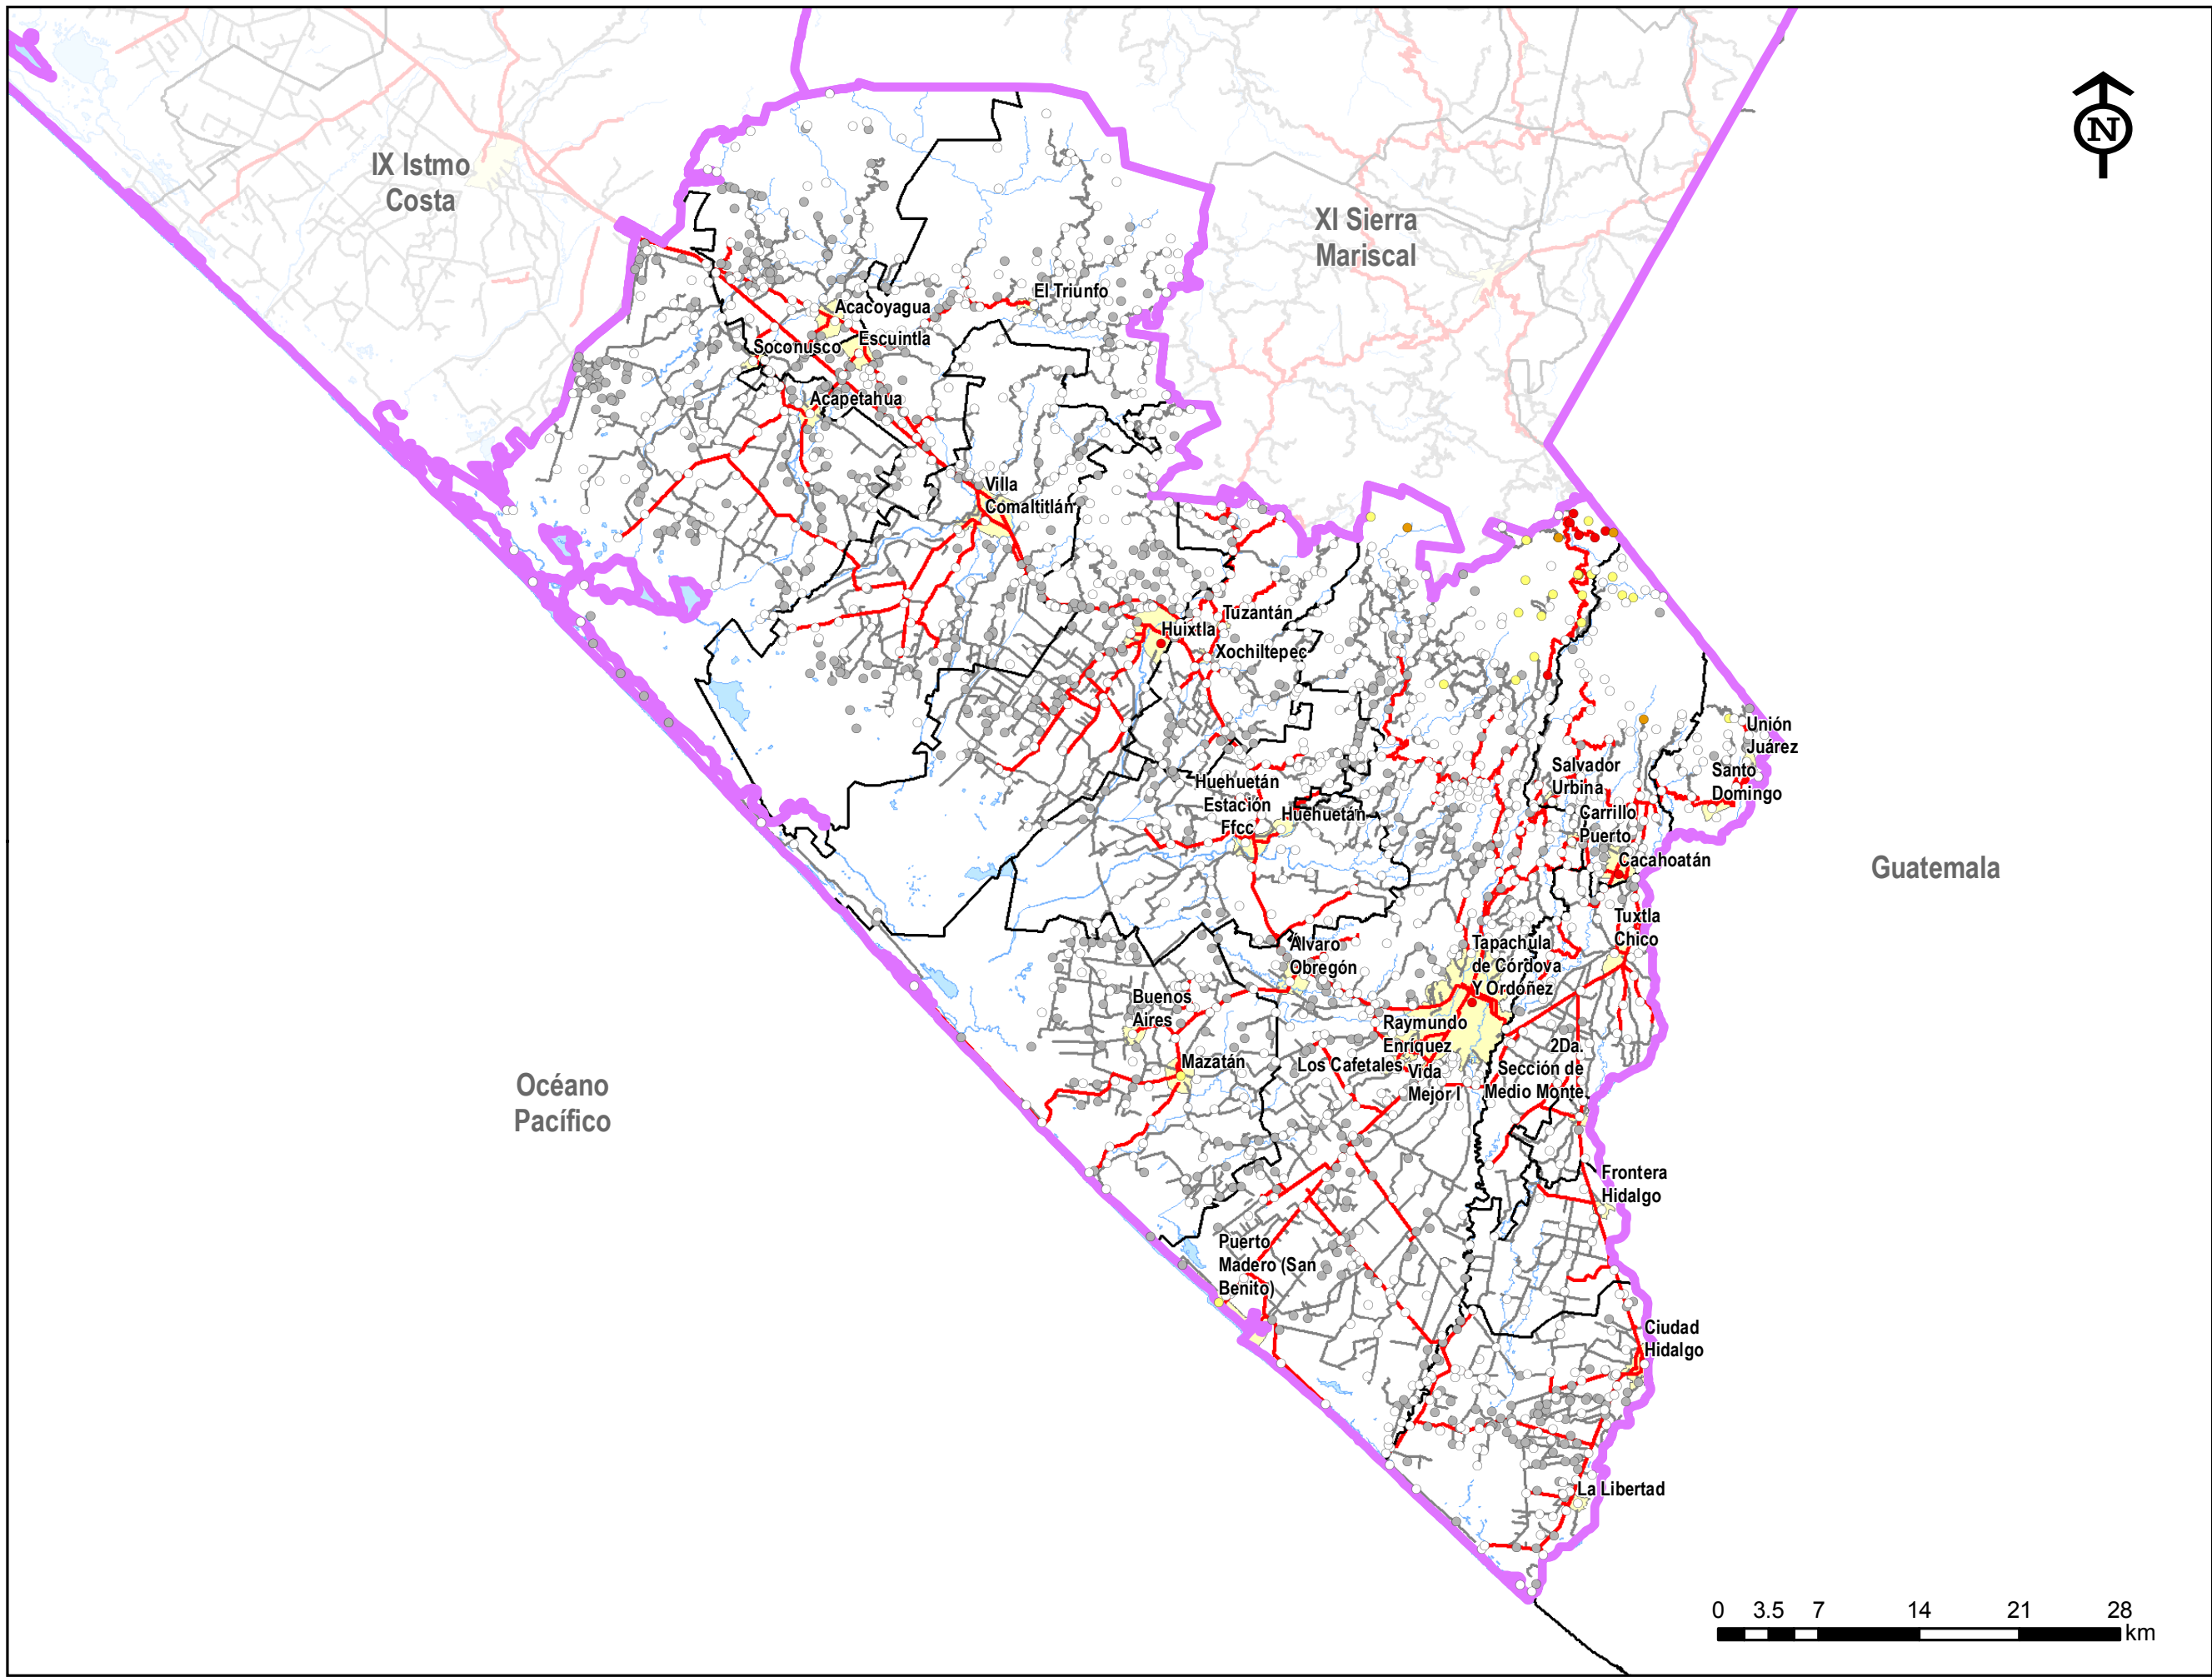 N
IX Istmo
Costa
XI Sierra
Mariscal
El Triunfo
Acacoyagua
Escuintla
Soconusco
Acapetahua
Villa
Comaltitlán
Tuzantán
Huixtla
Xochiltepec
Unión
Juárez
Santo
Domingo
Salvador
Urbina
Huehuetán
Estación
Ffcc
Huehuetán
Carrillo
Puerto
Cacahoatán
Guatemala
Tuxtla
Chico
Álvaro
Obregón
Tapachula
de Córdova
Y Ordóñez
Buenos
Aires
Raymundo
Enríquez
Mazatán
Los Cafetales
Vida
Mejor I
2Da.
Sección de
Medio Monte
Océano
Pacífico
Frontera
Hidalgo
Puerto
Madero (San
Benito)
Ciudad
Hidalgo
La Libertad
0 3.5 7 14 21 28
km